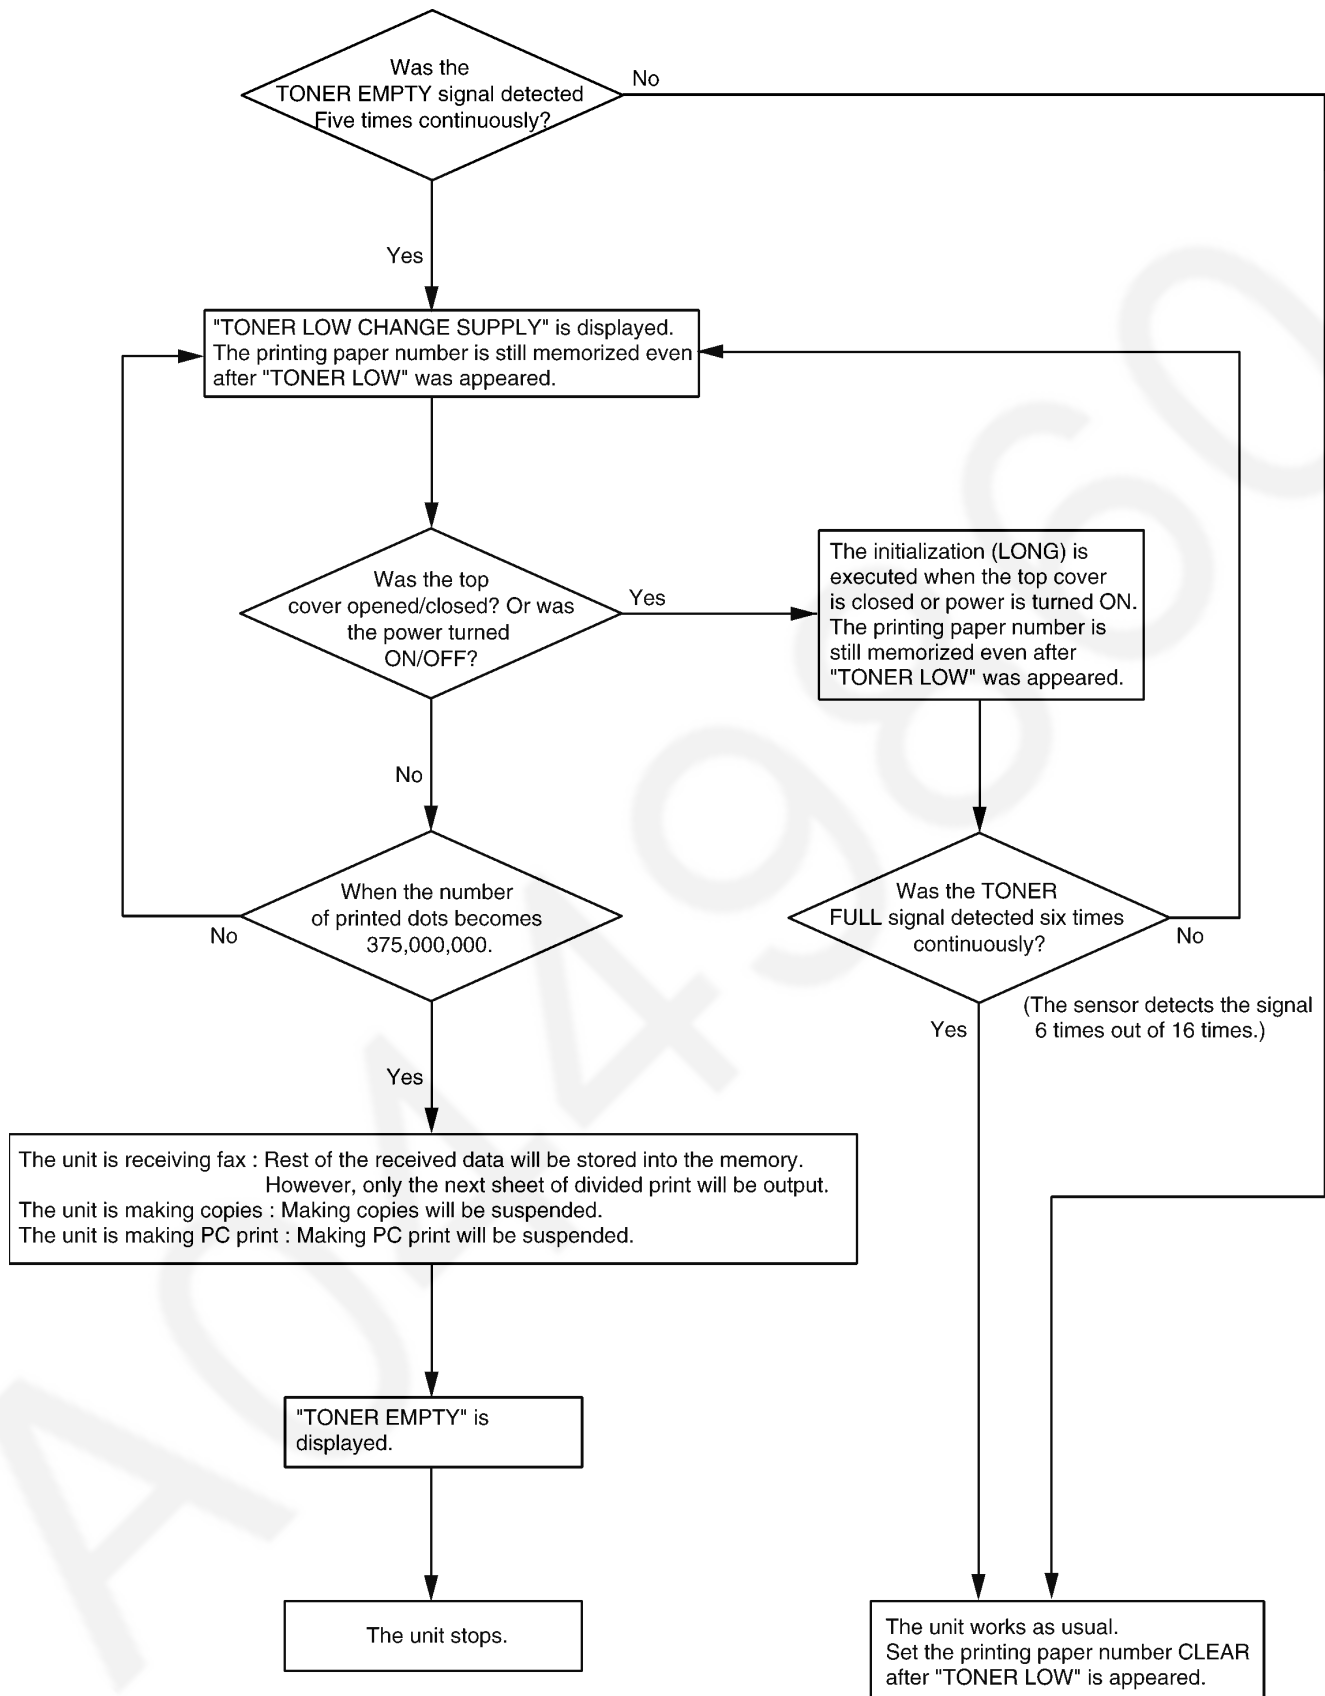 Was the
TONER EMPTY signal detected
Five times continuously?
No
Yes
"TONER LOW CHANGE SUPPLY" is displayed.
The printing paper number is still memorized even
after "TONER LOW" was appeared.
Was the top
cover opened/closed? Or was
the power turned
ON/OFF?
Yes
The initialization (LONG) is
executed when the top cover
is closed or power is turned ON.
The printing paper number is
still memorized even after
"TONER LOW" was appeared.
No
When the number
of printed dots becomes
375,000,000.
No
Was the TONER
FULL signal detected six times
continuously?
No
(The sensor detects the signal
6 times out of 16 times.)
Yes
Yes
The unit is receiving fax : Rest of the received data will be stored into the memory.
However, only the next sheet of divided print will be output.
The unit is making copies : Making copies will be suspended.
The unit is making PC print : Making PC print will be suspended.
"TONER EMPTY" is
displayed.
The unit stops.
The unit works as usual.
Set the printing paper number CLEAR
after "TONER LOW" is appeared.
A0449860